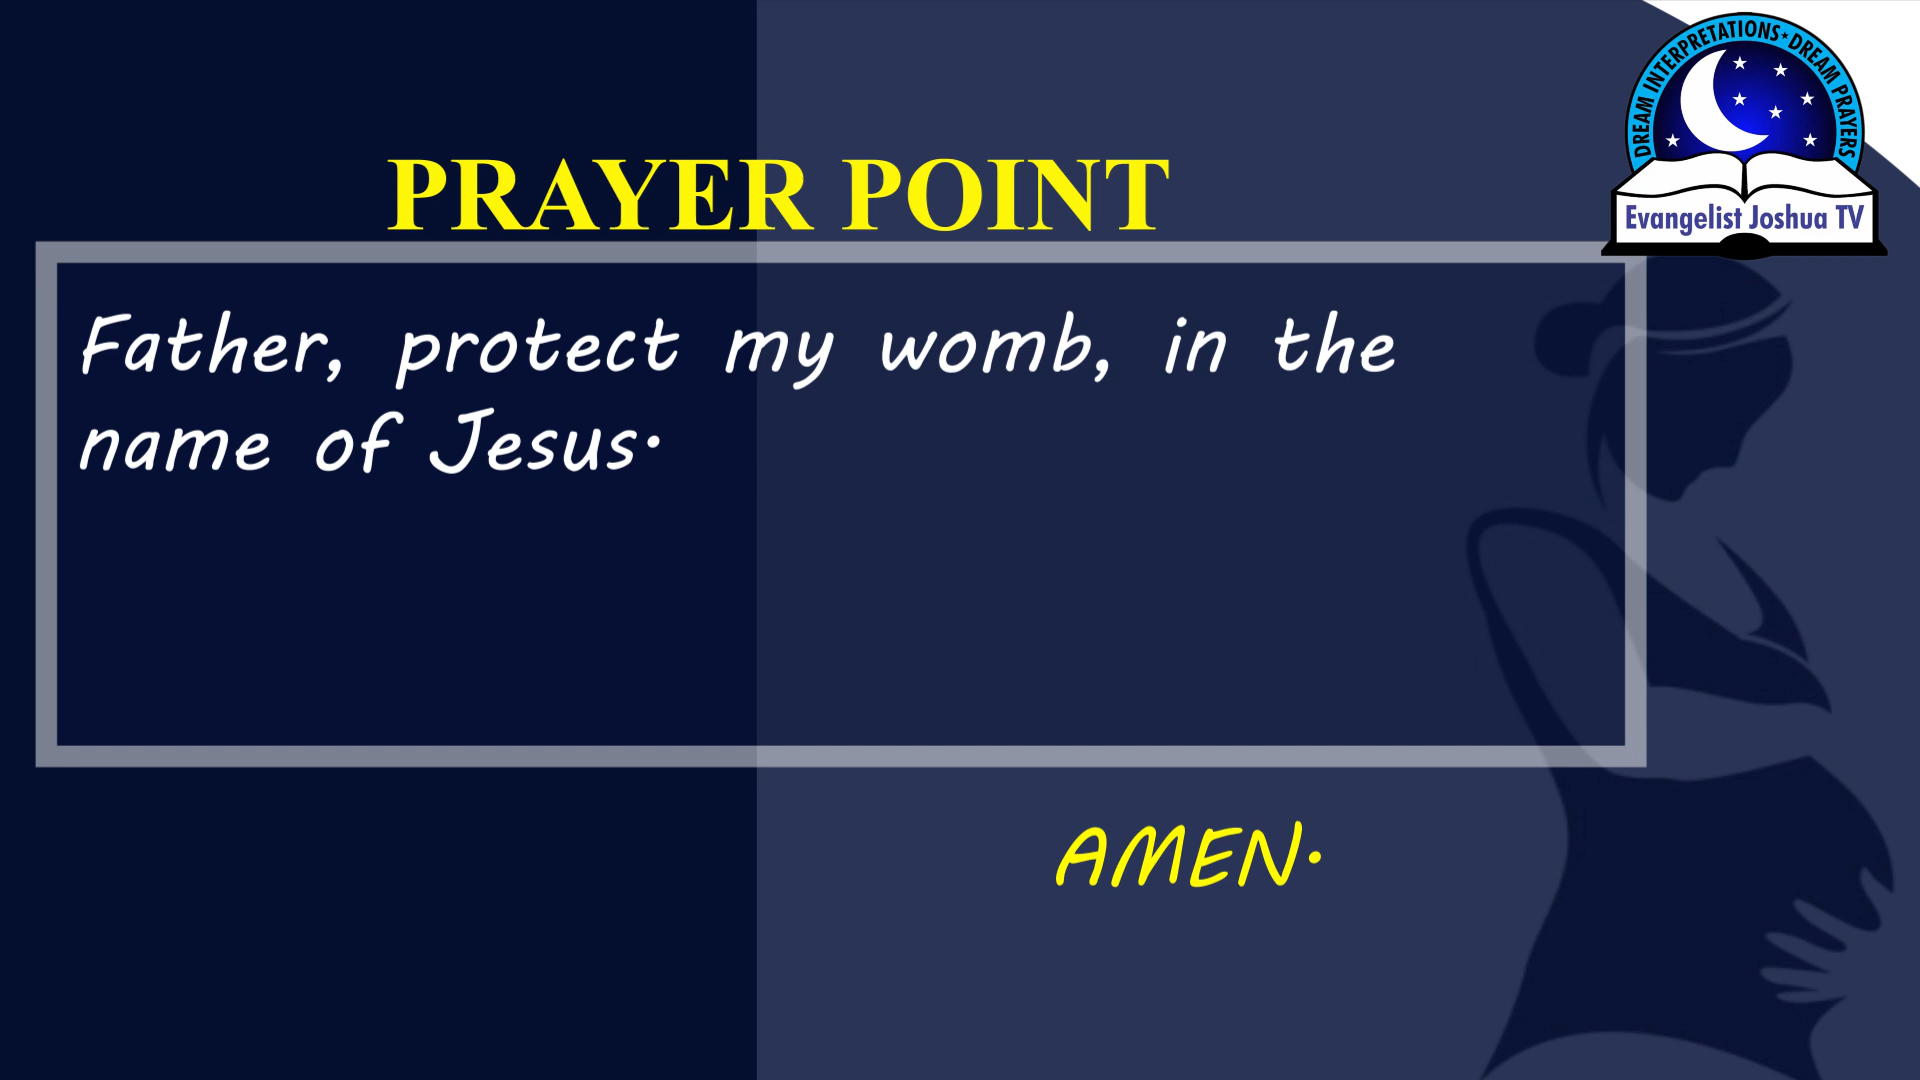 DREAM INTERPRETATIONS★DREAM PRAYERS
Evangelist Joshua TV
PRAYER POINT
Father, protect my womb, in the
name of Jesus.
AMEN.